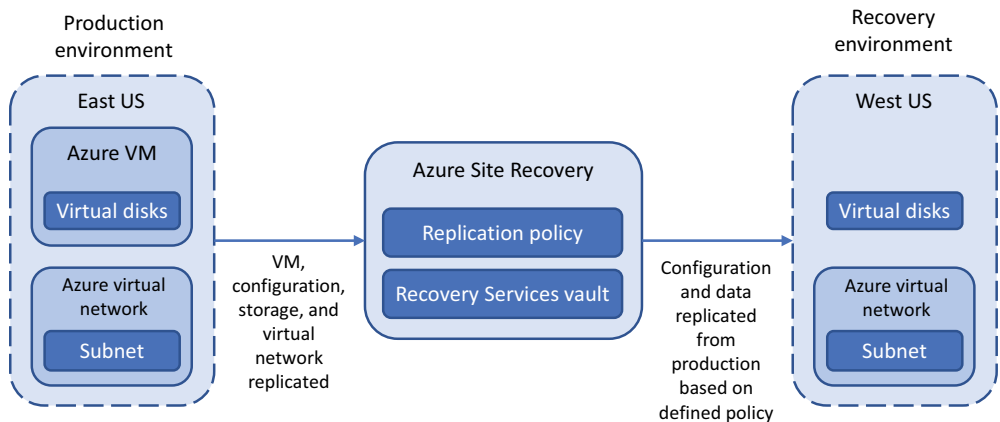 Production
environment
East US
Azure VM
Virtual disks
Azure virtual
network
Subnet
VM,
configuration,
storage, and
virtual
network
replicated
Azure Site Recovery
Replication policy
Recovery Services vault
Configuration
and data
replicated
from
production
based on
defined policy
Recovery
environment
West US
Virtual disks
Azure virtual
network
Subnet